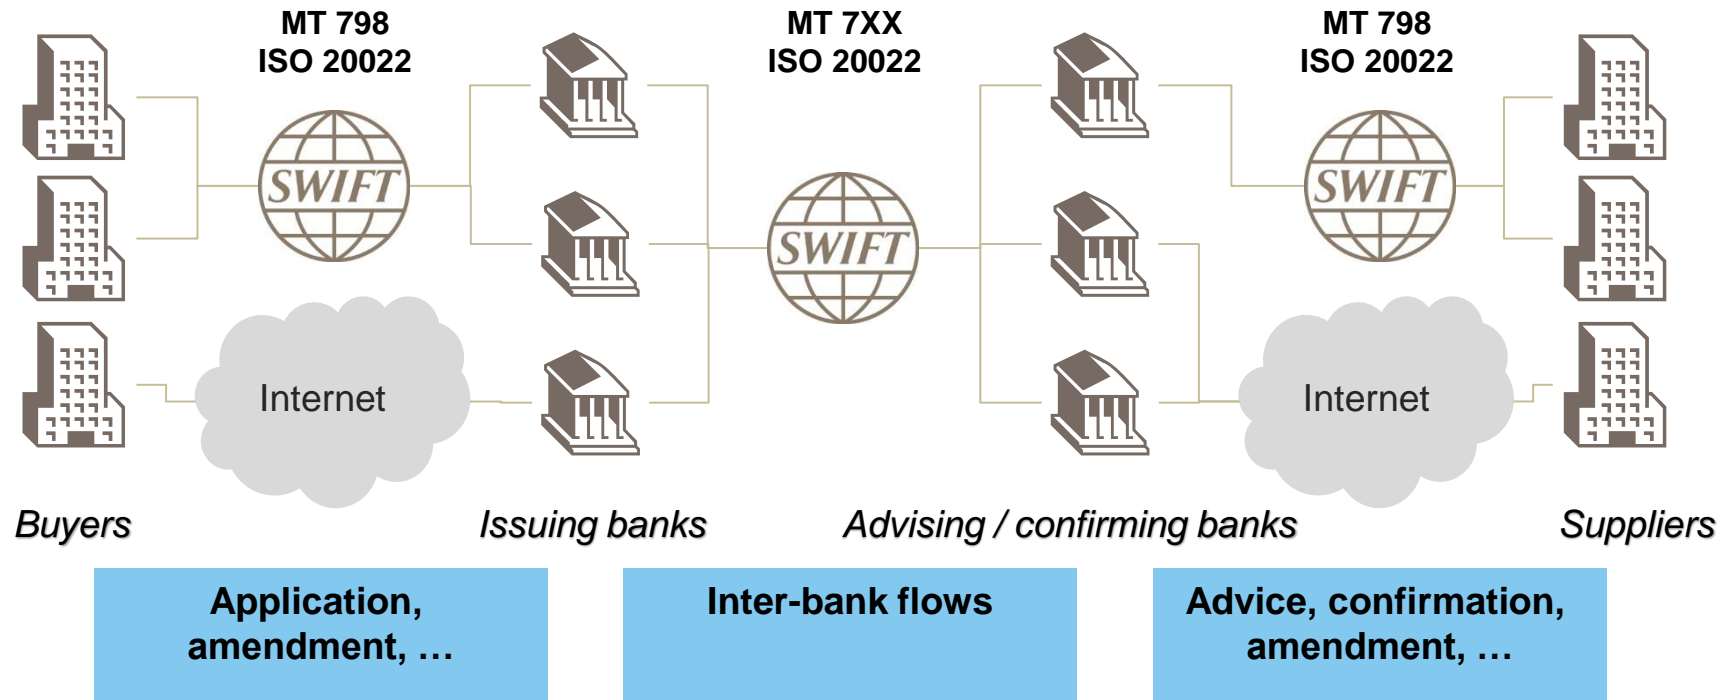 MT 798
ISO 20022
MT 7XX
ISO 20022
MT 798
ISO 20022
SWIFT
SWIFT
SWIFT
Internet
Internet
Buyers
Issuing banks
Advising / confirming banks
Suppliers
Application,
amendment, …
Inter-bank flows
Advice, confirmation,
amendment, …